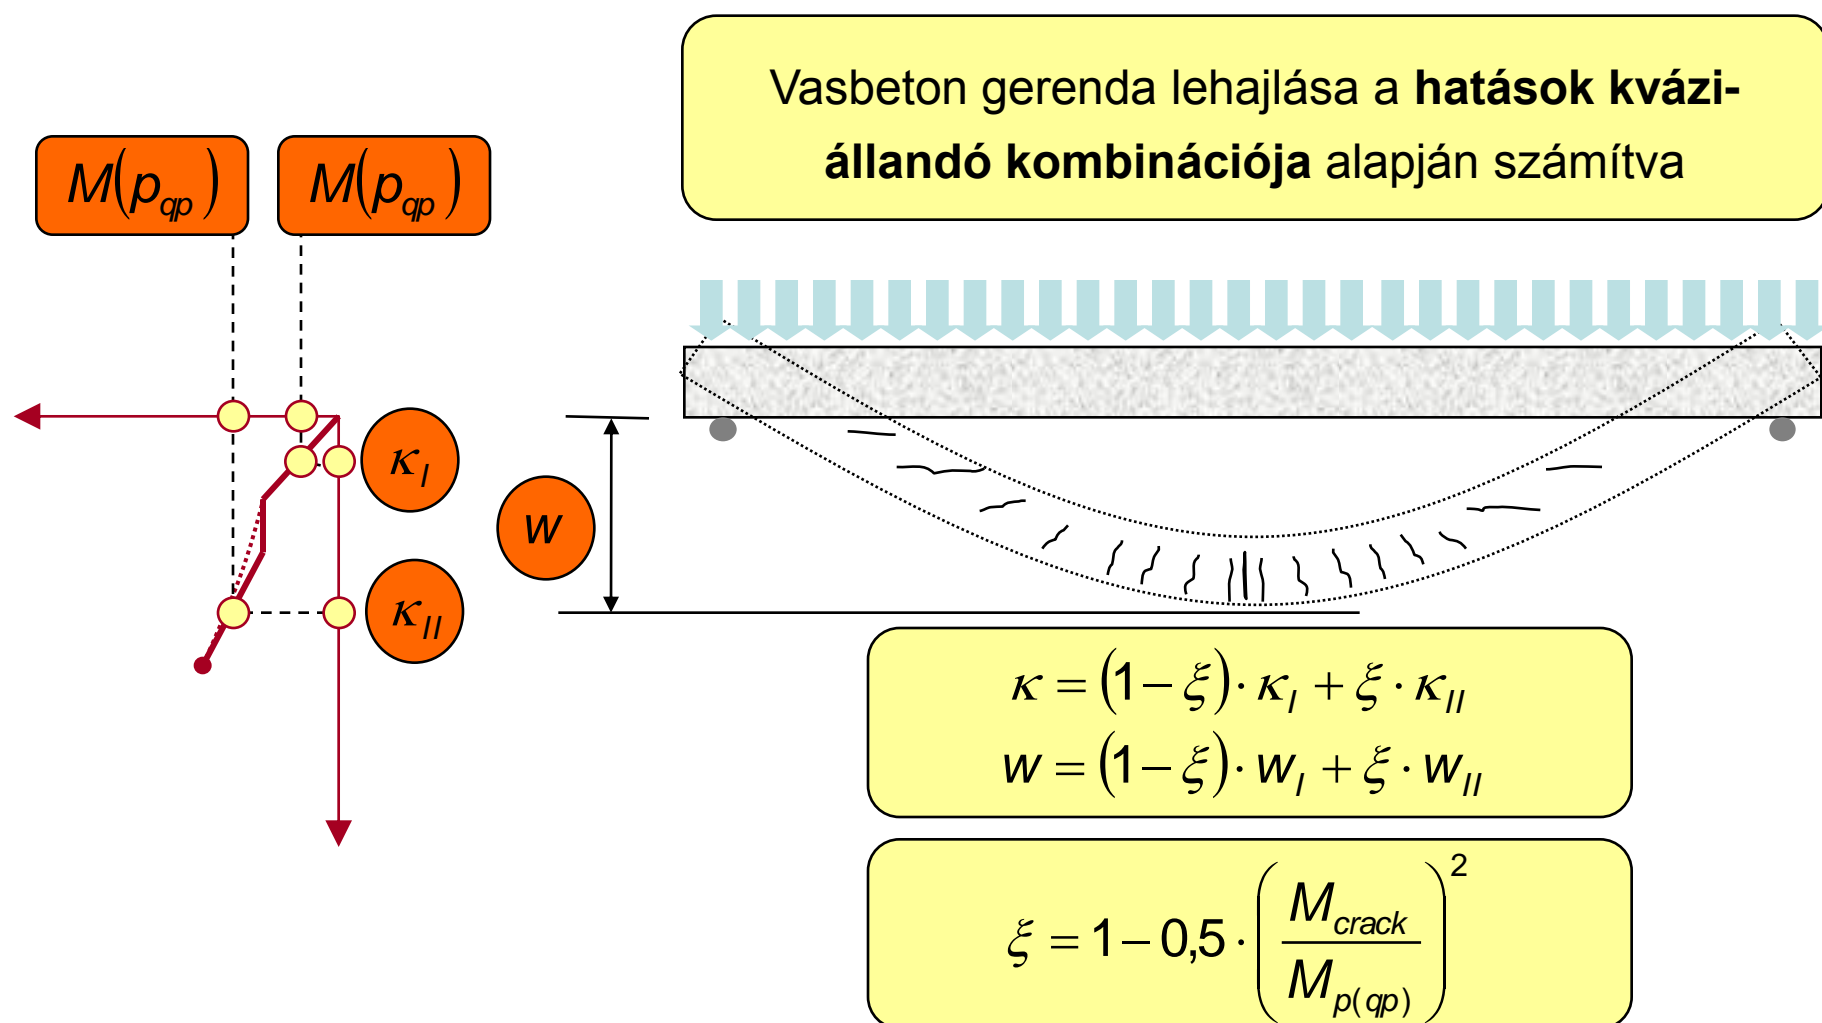 Vasbeton gerenda lehajlása a hatások kvázi-
állandó kombinációja alapján számítva
M(p_qp) M(p_qp)
κ_I
w
κ_II
κ = (1 − ξ) · κ_I + ξ · κ_II
w = (1 − ξ) · w_I + ξ · w_II
ξ = 1 − 0,5 · (M_crack / M_p(qp))²